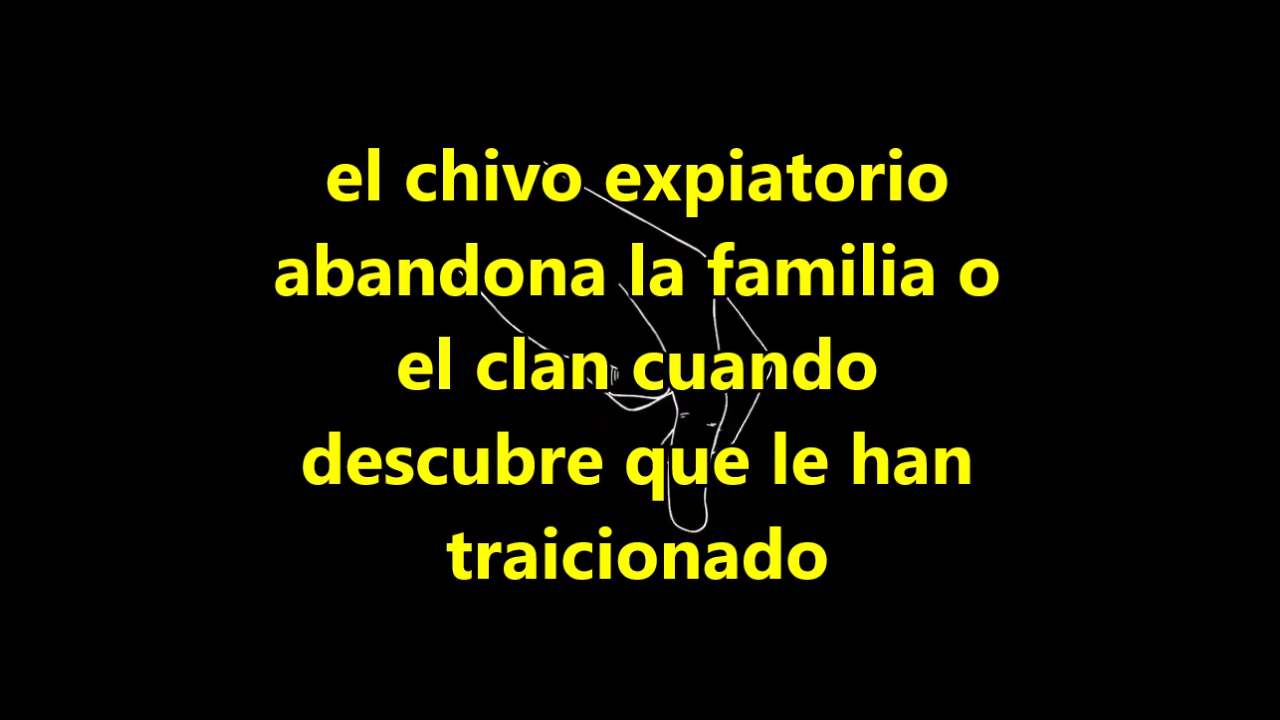 el chivo expiatorio
abandona la familia o
el clan cuando
descubre que le han
traicionado